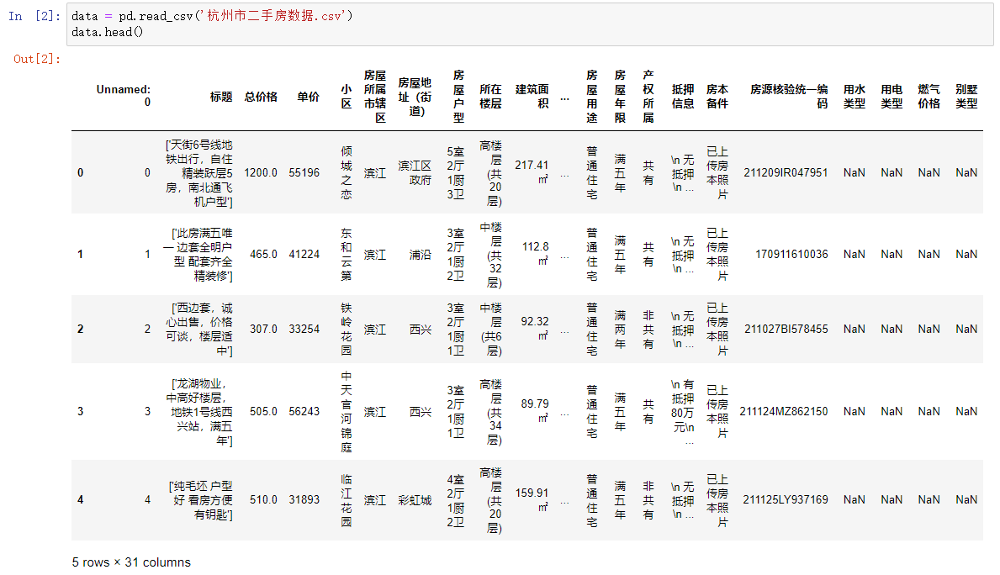 In [2]: data = pd.read_csv('杭州市二手房数据.csv')
data.head()
Out[2]:
Unnamed: 0 标题 总价格 单价 小区 房屋所属市辖区 房屋地址（街道） 房屋户型 所在楼层 建筑面积 ... 房屋用途 房屋年限 产权所属 抵押信息 房本备件 房源核验统一编码 用水类型 用电类型 燃气价格 别墅类型
0 0 ['天街6号线地铁出行，自住精装跃层5房，南北通飞机户型'] 1200.0 55196 倾城之恋 滨江 滨江区政府 5室2厅1厨3卫 高楼层(共20层) 217.41㎡ ... 普通住宅 满五年 共有 \n 无抵押\n ... 已上传房本照片 211209IR047951 NaN NaN NaN NaN
1 1 ['此房满五唯一 边套全明户型 配套齐全 精装修'] 465.0 41224 东和云第 滨江 浦沿 3室2厅1厨2卫 中楼层(共32层) 112.8㎡ ... 普通住宅 满五年 共有 \n 无抵押\n ... 已上传房本照片 170911610036 NaN NaN NaN NaN
2 2 ['西边套，诚心出售，价格可谈，楼层适中'] 307.0 33254 铁岭花园 滨江 西兴 3室2厅1厨1卫 中楼层(共6层) 92.32㎡ ... 普通住宅 满两年 非共有 \n 无抵押\n ... 已上传房本照片 211027BI578455 NaN NaN NaN NaN
3 3 ['龙湖物业，中高好楼层，地铁1号线西兴站，满五年'] 505.0 56243 中天官河锦庭 滨江 西兴 3室2厅1厨1卫 高楼层(共34层) 89.79㎡ ... 普通住宅 满五年 共有 \n 有抵押80万元\n ... 已上传房本照片 211124MZ862150 NaN NaN NaN NaN
4 4 ['纯毛坯 户型好 看房方便 有钥匙'] 510.0 31893 临江花园 滨江 彩虹城 4室2厅1厨2卫 高楼层(共20层) 159.91㎡ ... 普通住宅 满五年 非共有 \n 无抵押\n ... 已上传房本照片 211125LY937169 NaN NaN NaN NaN
5 rows × 31 columns